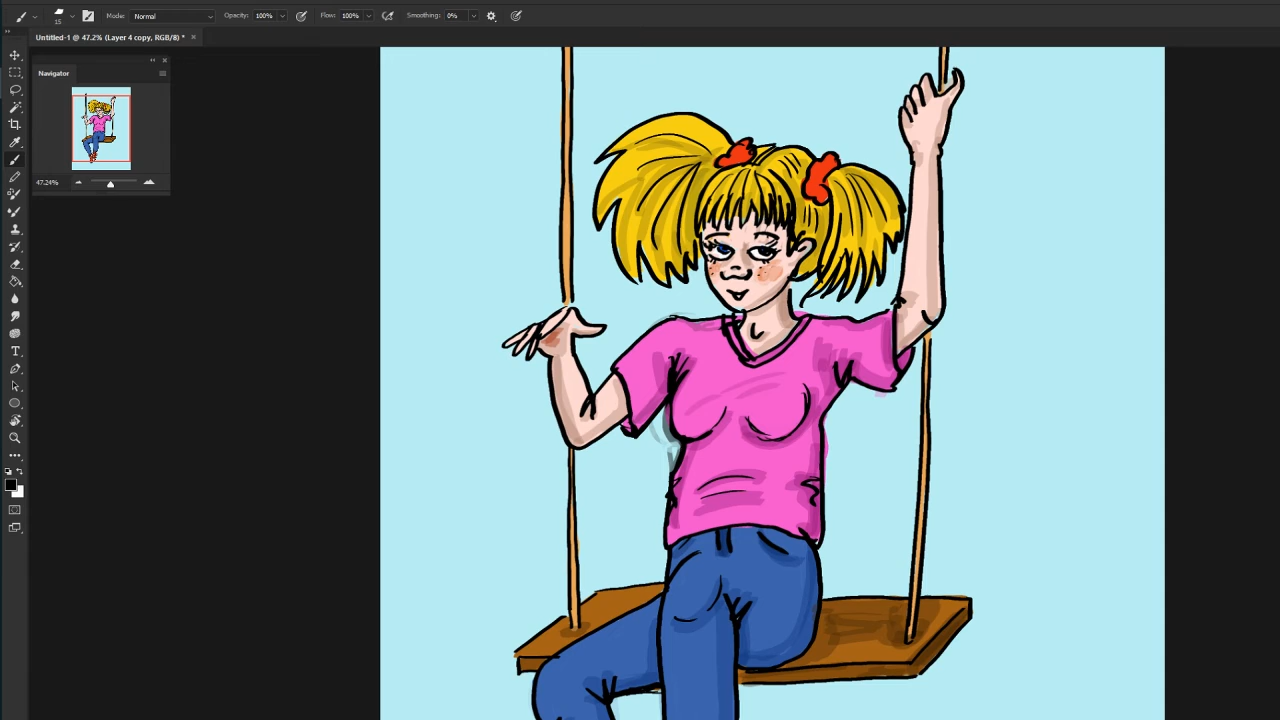 15 Mode: Normal Opacity: 100% Flow: 100% Smoothing: 0%
Untitled-1 @ 47.2% (Layer 4 copy, RGB/8) * ×
Navigator
47.24%